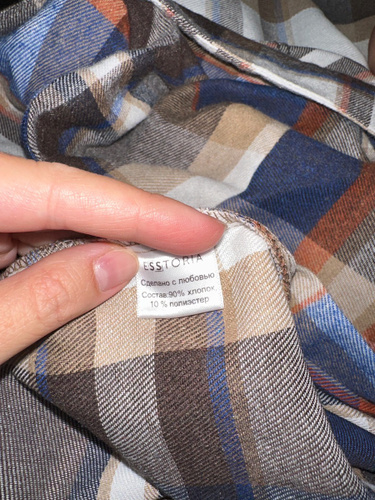 ESSTORIA
Сделано с любовью
Состав:90% хлопок,
10 % полиэстер